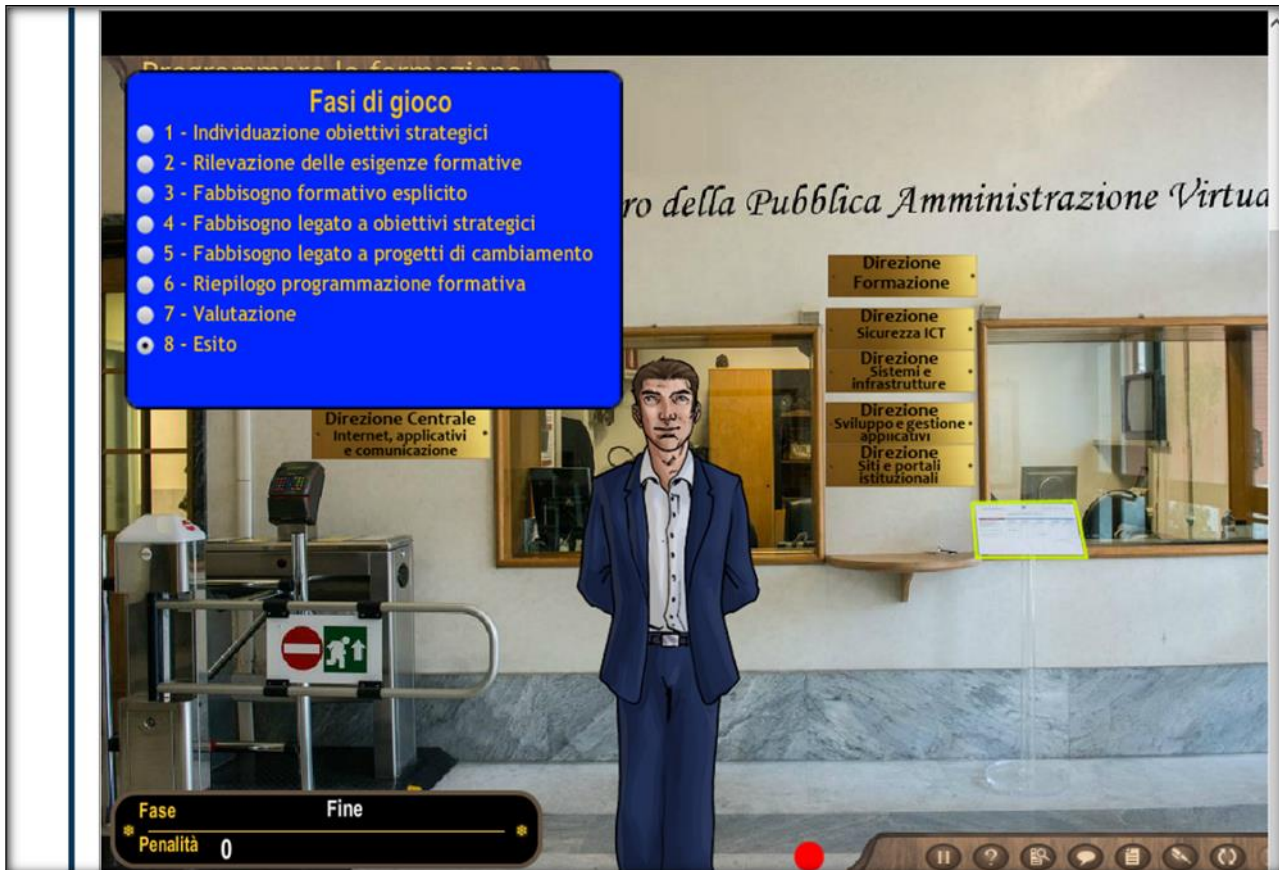 Programmare la formazione
Fasi di gioco
1 - Individuazione obiettivi strategici
2 - Rilevazione delle esigenze formative
3 - Fabbisogno formativo esplicito
4 - Fabbisogno legato a obiettivi strategici
5 - Fabbisogno legato a progetti di cambiamento
6 - Riepilogo programmazione formativa
7 - Valutazione
8 - Esito
ro della Pubblica Amministrazione Virtua
Direzione
Formazione
Direzione
Sicurezza ICT
Direzione
Sistemi e
infrastrutture
Direzione
Sviluppo e gestione
applicativi
Direzione
Siti e portali
istituzionali
Direzione Centrale
Internet, applicativi
e comunicazione
Fase Fine
Penalità 0